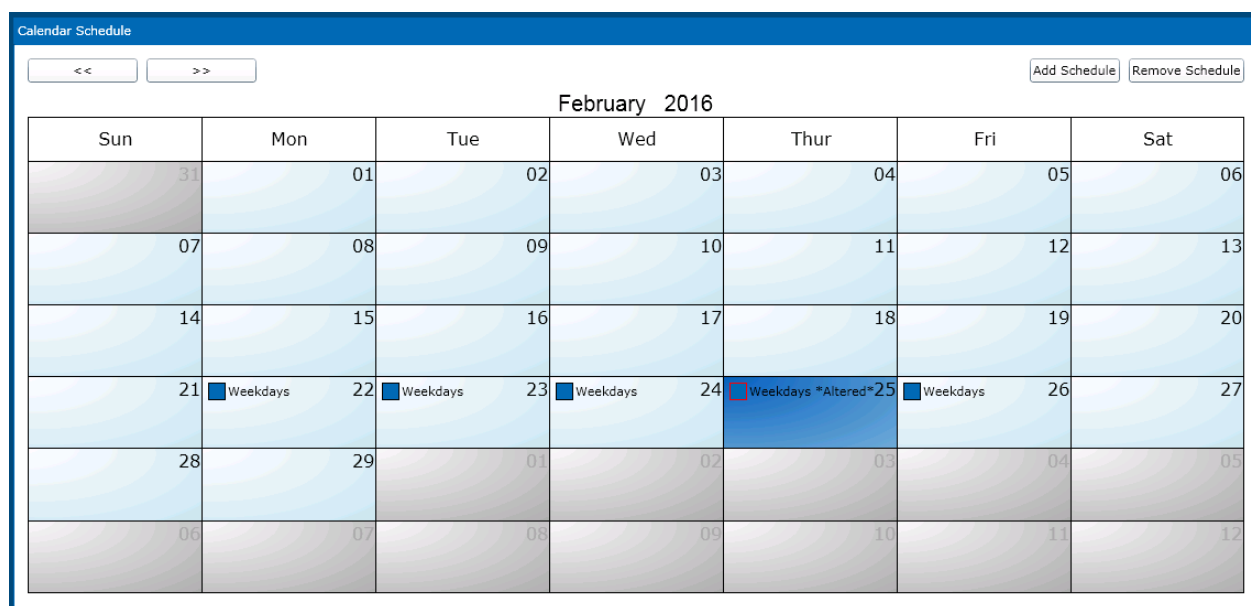 Calendar Schedule
<< >> Add Schedule Remove Schedule
February 2016
Sun Mon Tue Wed Thur Fri Sat
31 01 02 03 04 05 06
07 08 09 10 11 12 13
14 15 16 17 18 19 20
21 Weekdays 22 Weekdays 23 Weekdays 24 Weekdays *Altered* 25 Weekdays 26 27
28 29 01 02 03 04 05
06 07 08 09 10 11 12